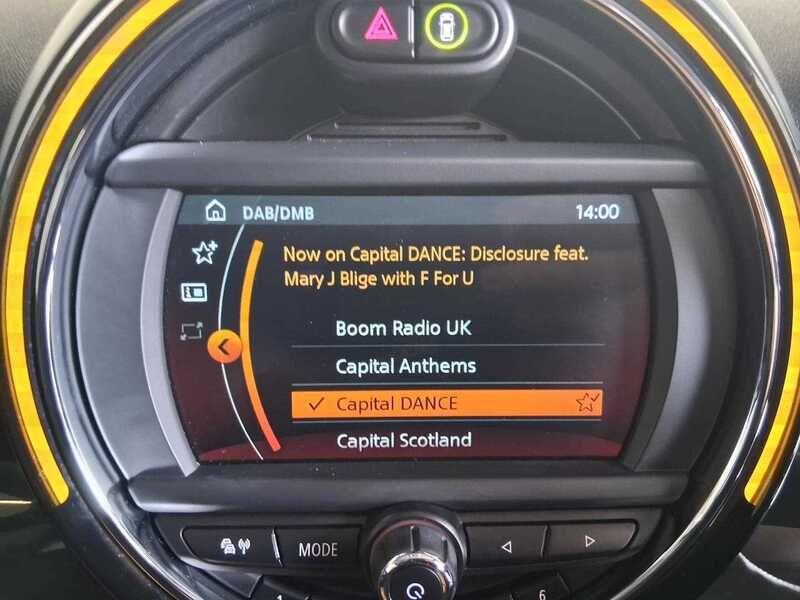 DAB/DMB 14:00
Now on Capital DANCE: Disclosure feat.
Mary J Blige with F For U
Boom Radio UK
Capital Anthems
Capital DANCE
Capital Scotland
MODE
1 6